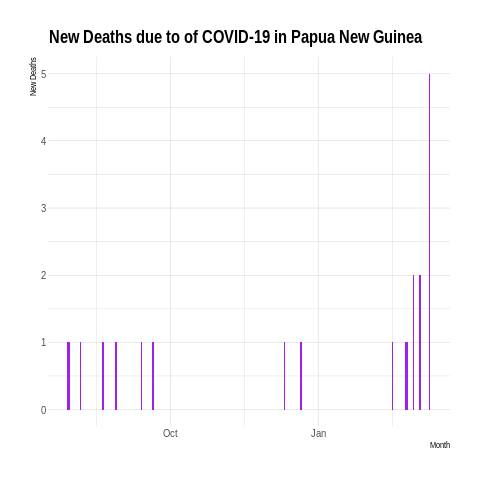 New Deaths due to of COVID-19 in Papua New Guinea
New Deaths
5
4
3
2
1
0
Oct
Jan
Month